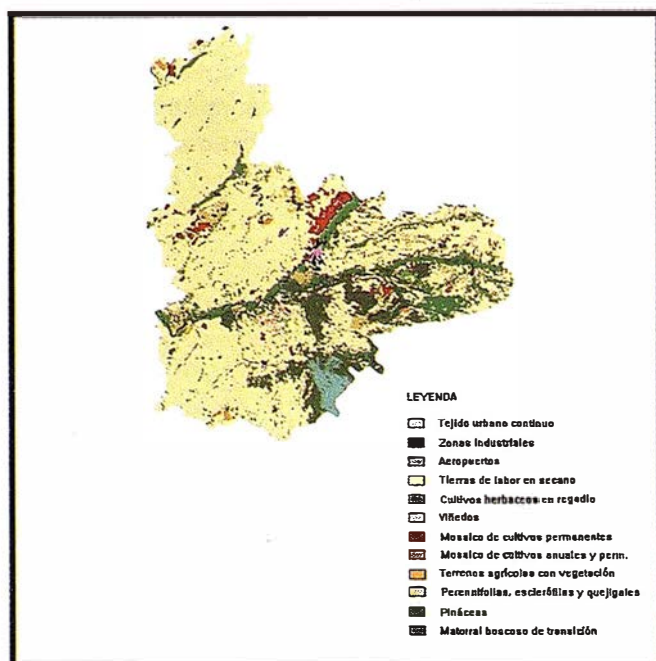 LEYENDA
Tejido urbano continuo
Zonas Industriales
Aeropuertos
Tierras de labor en secano
Cultivos herbaceos en regadio
Viñedos
Mosaico de cultivos permanentes
Mosaico de cultivos anuales y perm.
Terrenos agrícolas con vegetación
Perennifolias, esclerófilas y quejigales
Pináceas
Matorral boscoso de transición